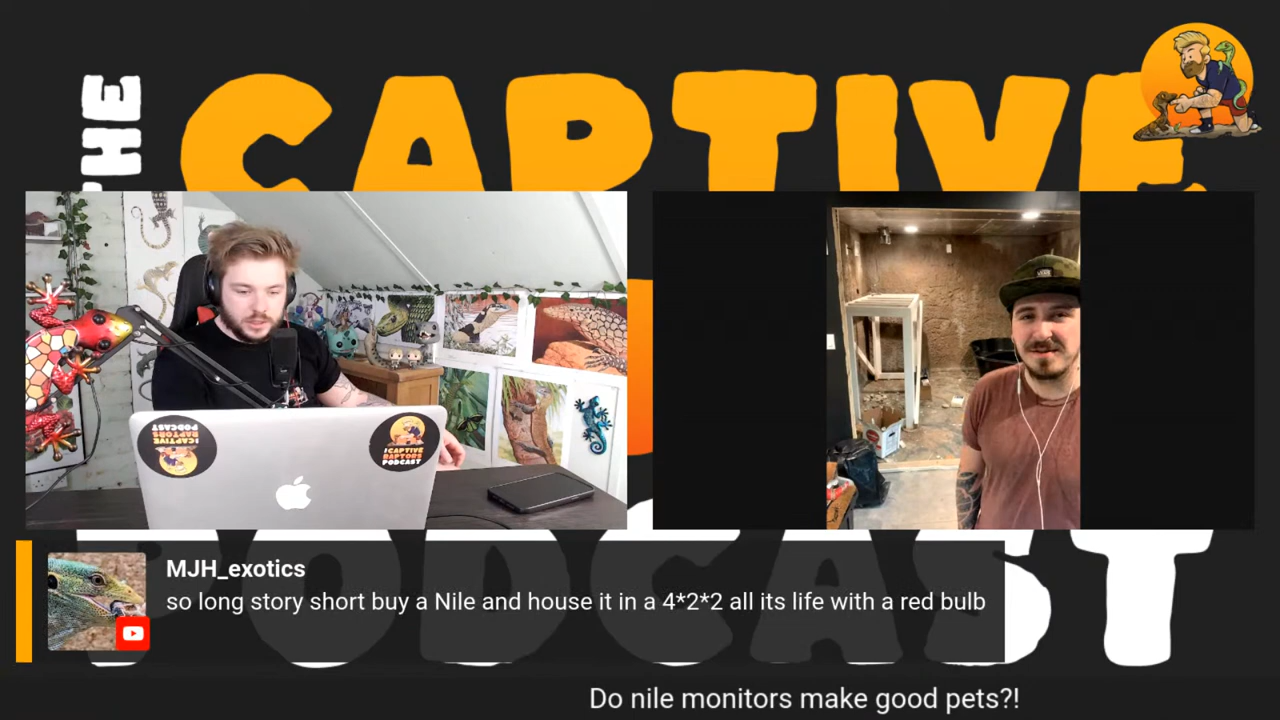 THE
CAPTIVE
PODCAST
VANS
CAPTIVE
RAPTORS
PODCAST
CAPTIVE
RAPTORS
PODCAST
MJH_exotics
so long story short buy a Nile and house it in a 4*2*2 all its life with a red bulb
Do nile monitors make good pets?!